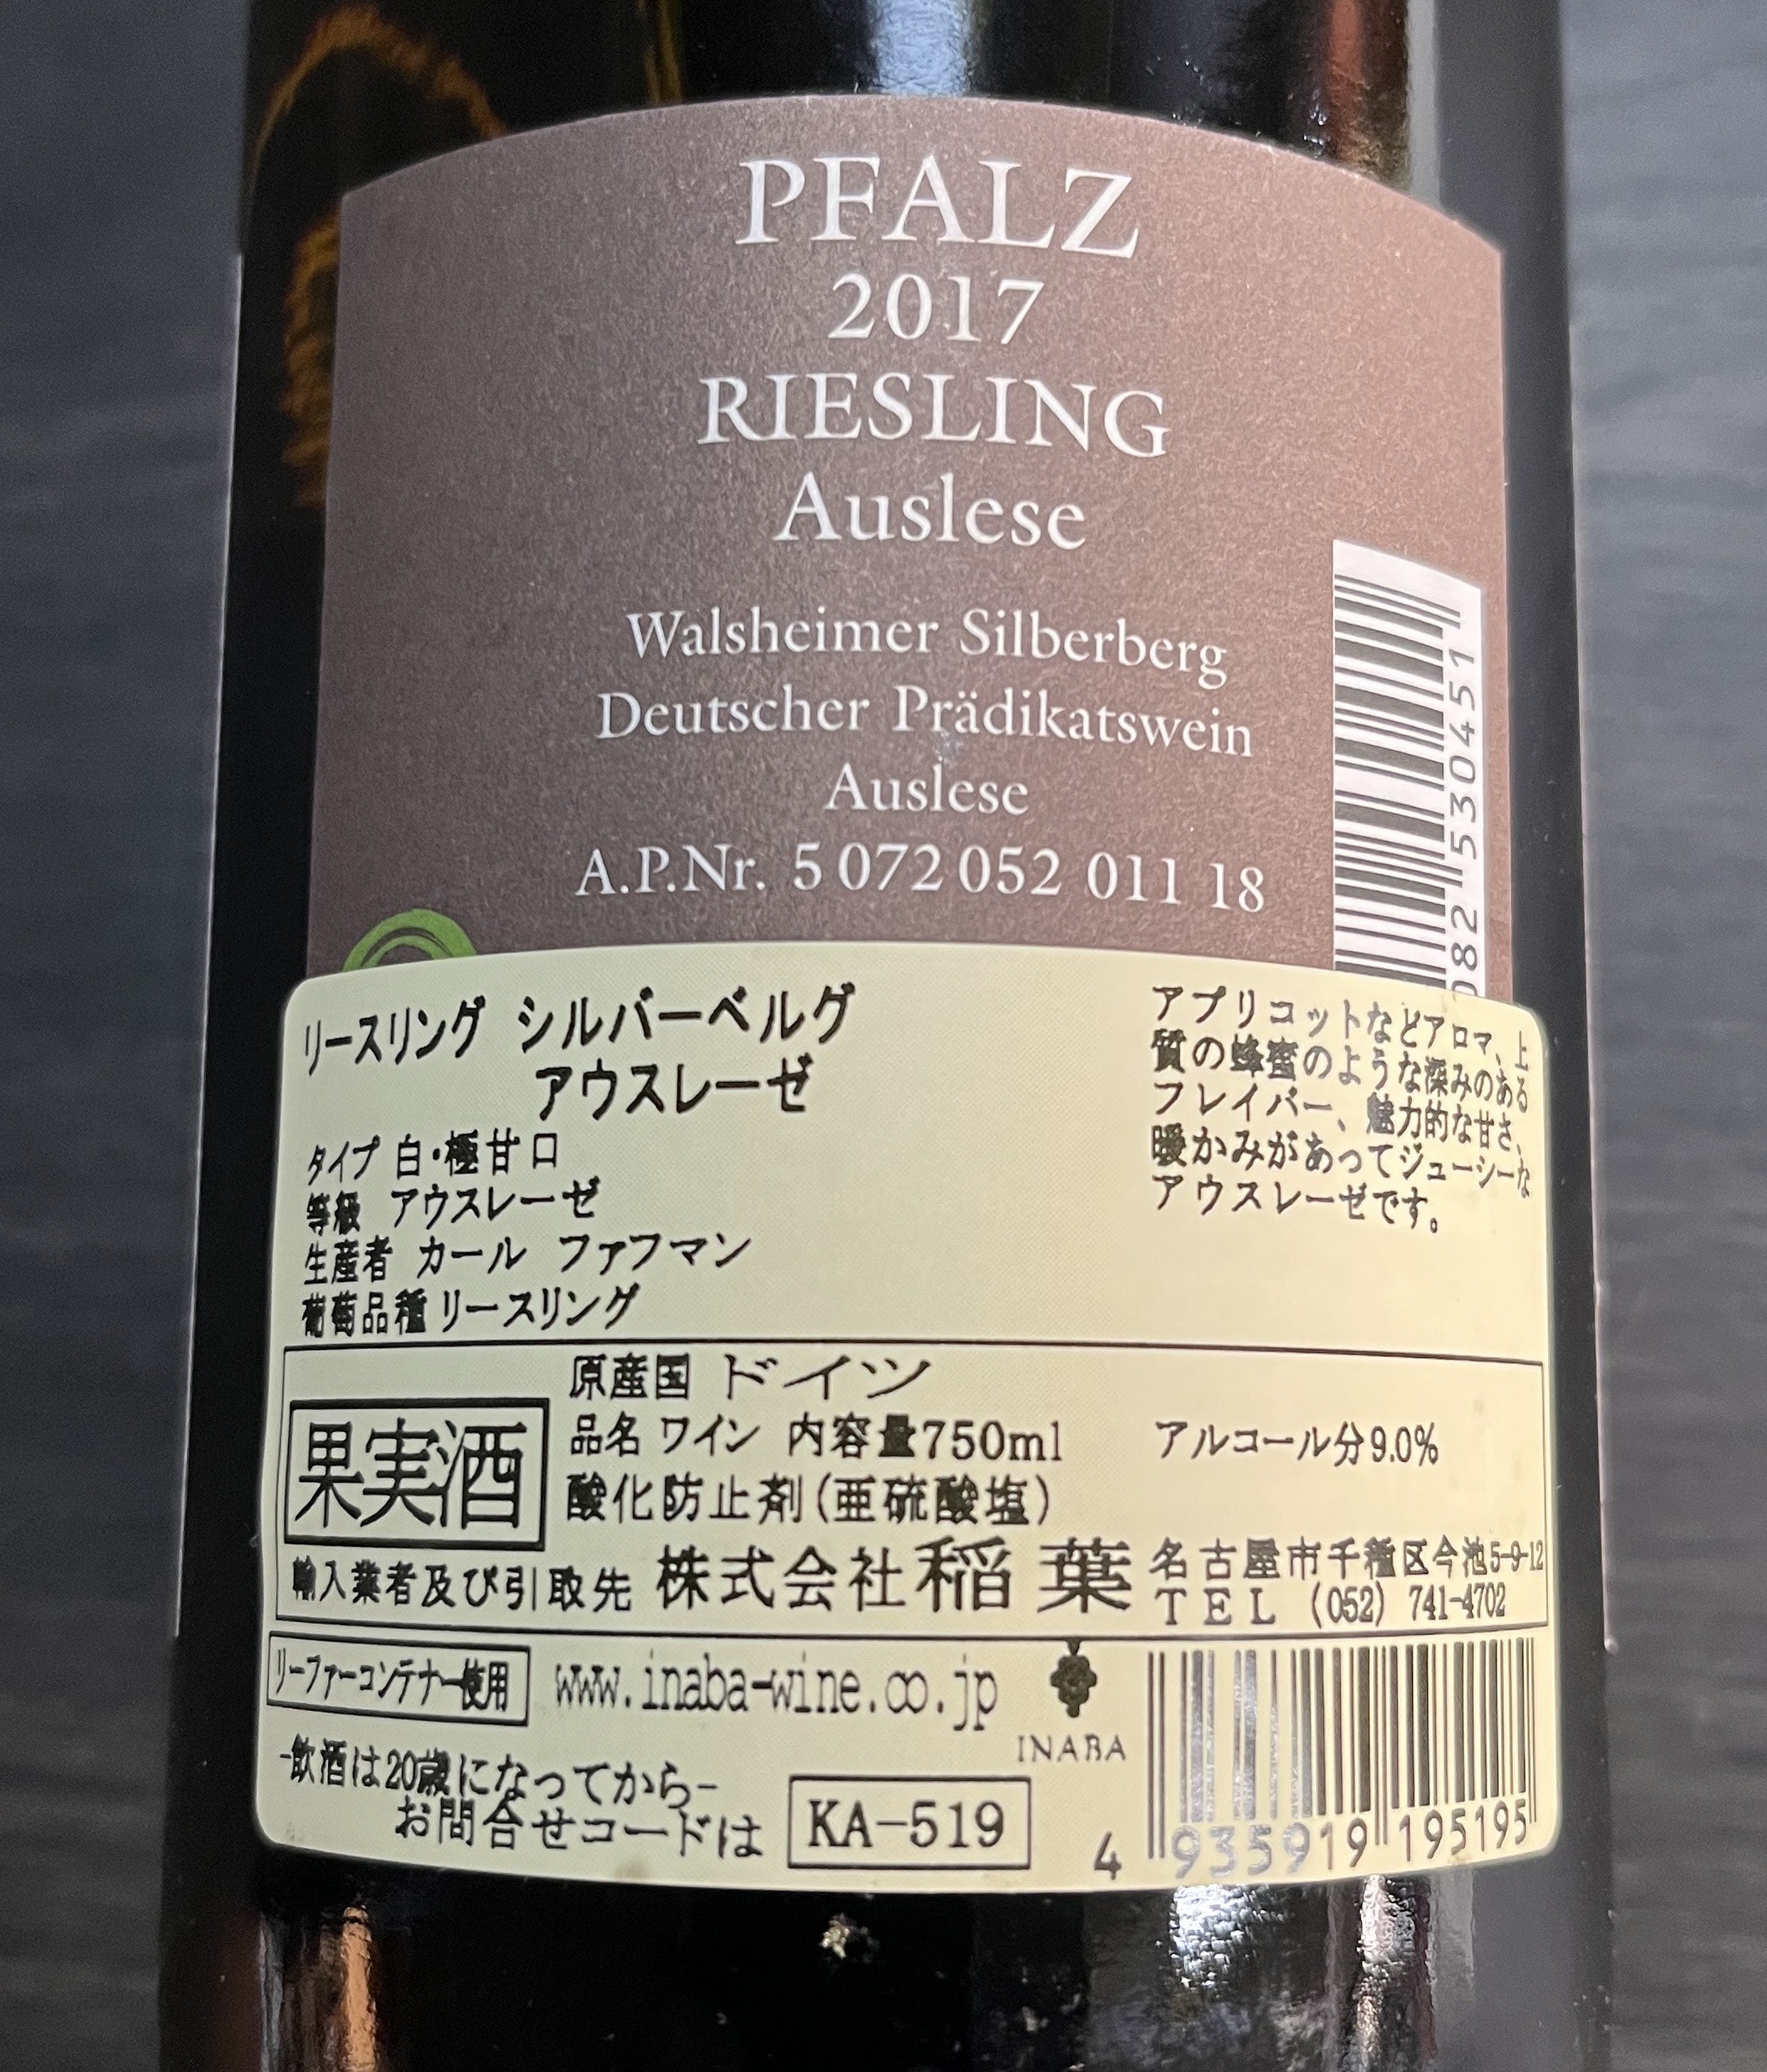 PFALZ
2017
RIESLING
Auslese
Walsheimer Silberberg
Deutscher Prädikatswein
Auslese
A.P.Nr. 5 072 052 011 18
082 530451
リースリング シルバーベルグ
アウスレーゼ
タイプ 白・極甘口
等級 アウスレーゼ
生産者 カール ファフマン
葡萄品種 リースリング
アプリコットなどアロマ、上
質の蜂蜜のような深みのある
フレイバー、魅力的な甘さ、
暖かみがあってジューシーな
アウスレーゼです。
原産国 ドイツ
果実酒
品名 ワイン 内容量750ml アルコール分9.0%
酸化防止剤(亜硫酸塩)
輸入業者及び引取先 株式会社稲葉 名古屋市千種区今池5-9-12
TEL (052) 741-4702
リーファーコンテナー使用 www.inaba-wine.co.jp
INABA
-飲酒は20歳になってから-
お問合せコードは KA-519
4 935919 195195